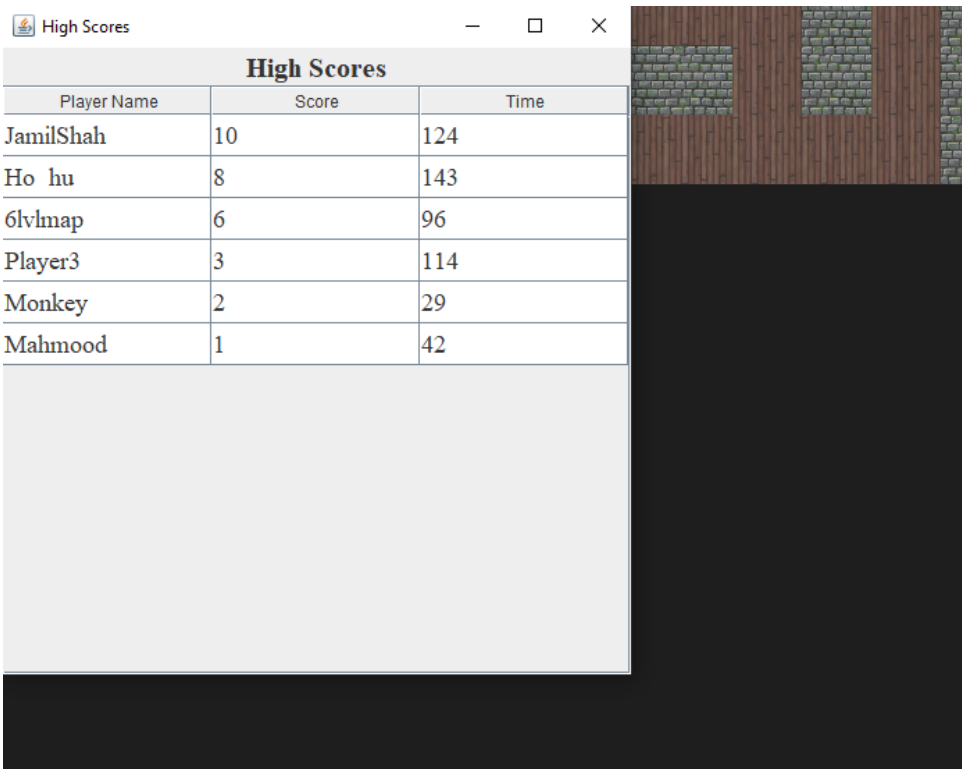 High Scores
High Scores
Player Name Score Time
JamilShah 10 124
Ho  hu 8 143
6lvlmap 6 96
Player3 3 114
Monkey 2 29
Mahmood 1 42